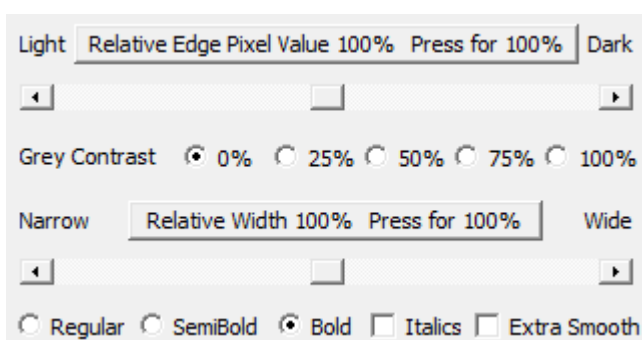 Light Relative Edge Pixel Value 100% Press for 100% Dark
Grey Contrast 0% 25% 50% 75% 100%
Narrow Relative Width 100% Press for 100% Wide
Regular SemiBold Bold Italics Extra Smooth